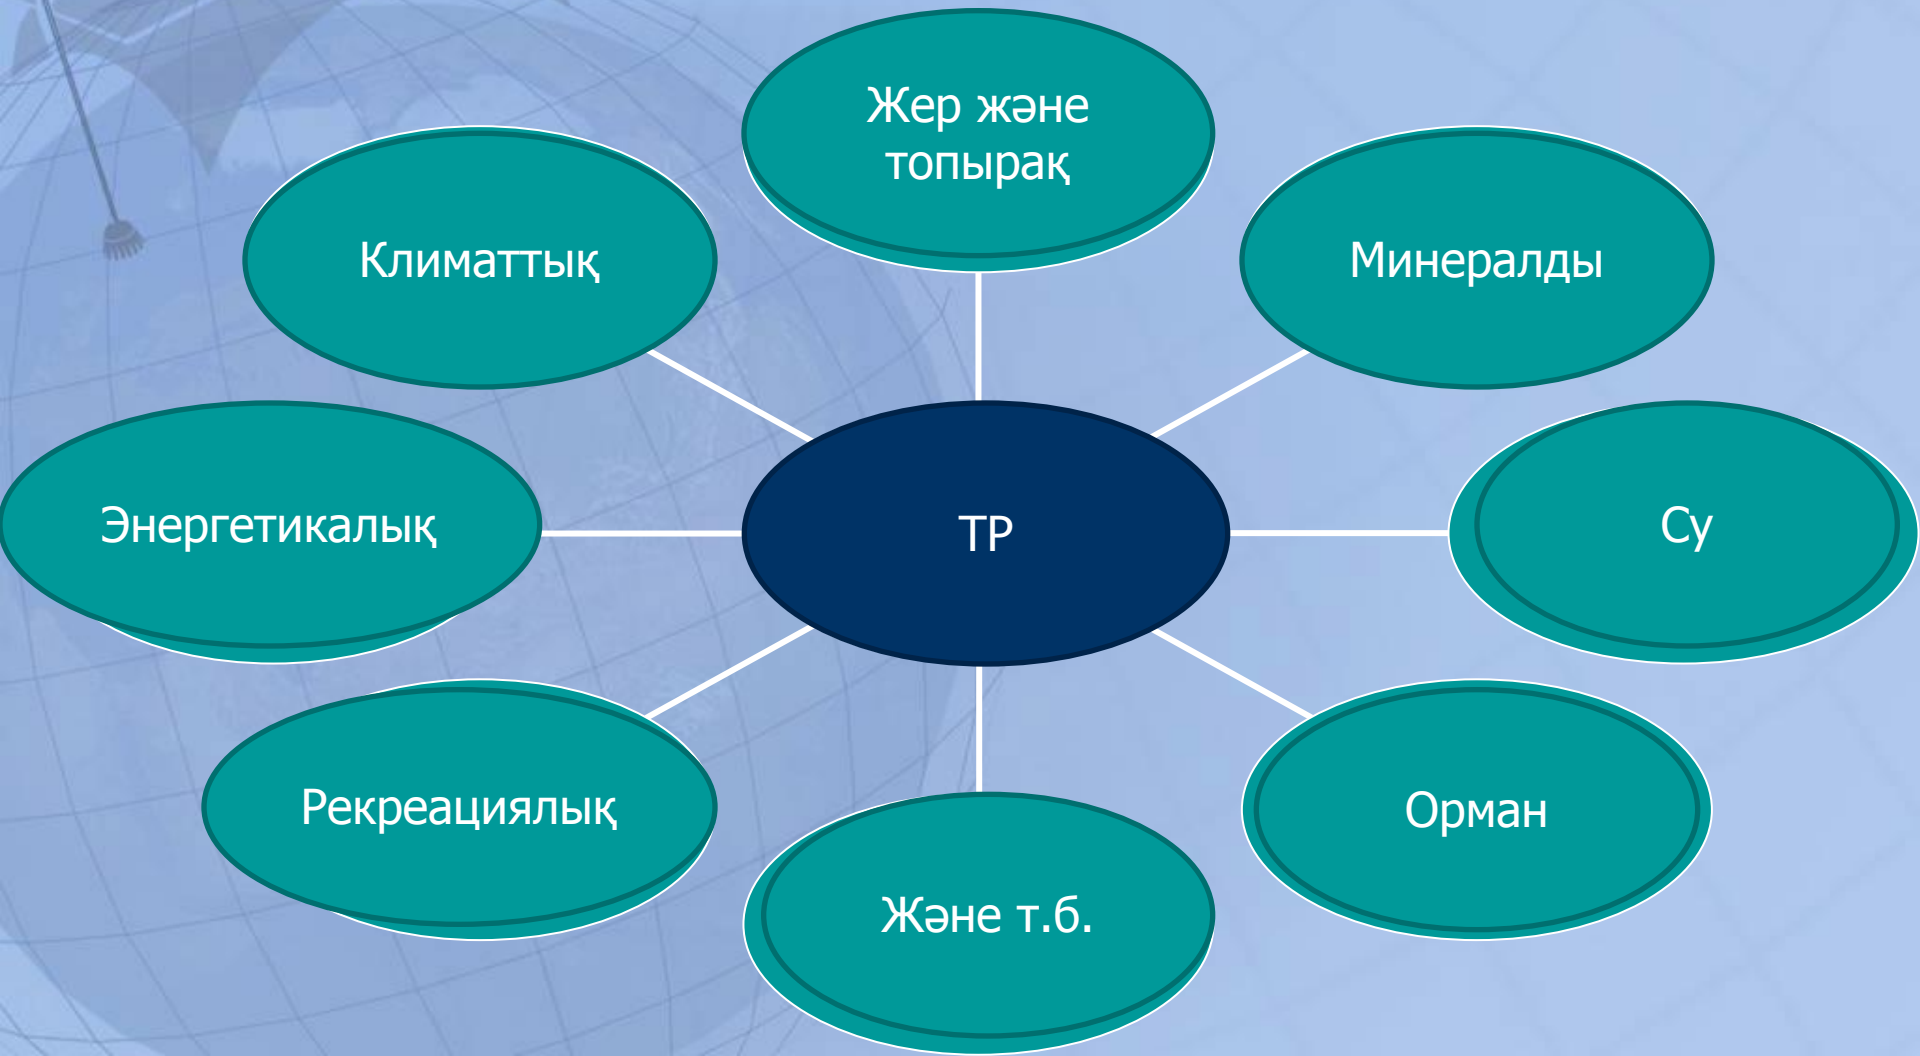 Жер және
топырақ
Климаттық
Минералды
Энергетикалық
ТР
Су
Рекреациялық
Орман
Және т.б.